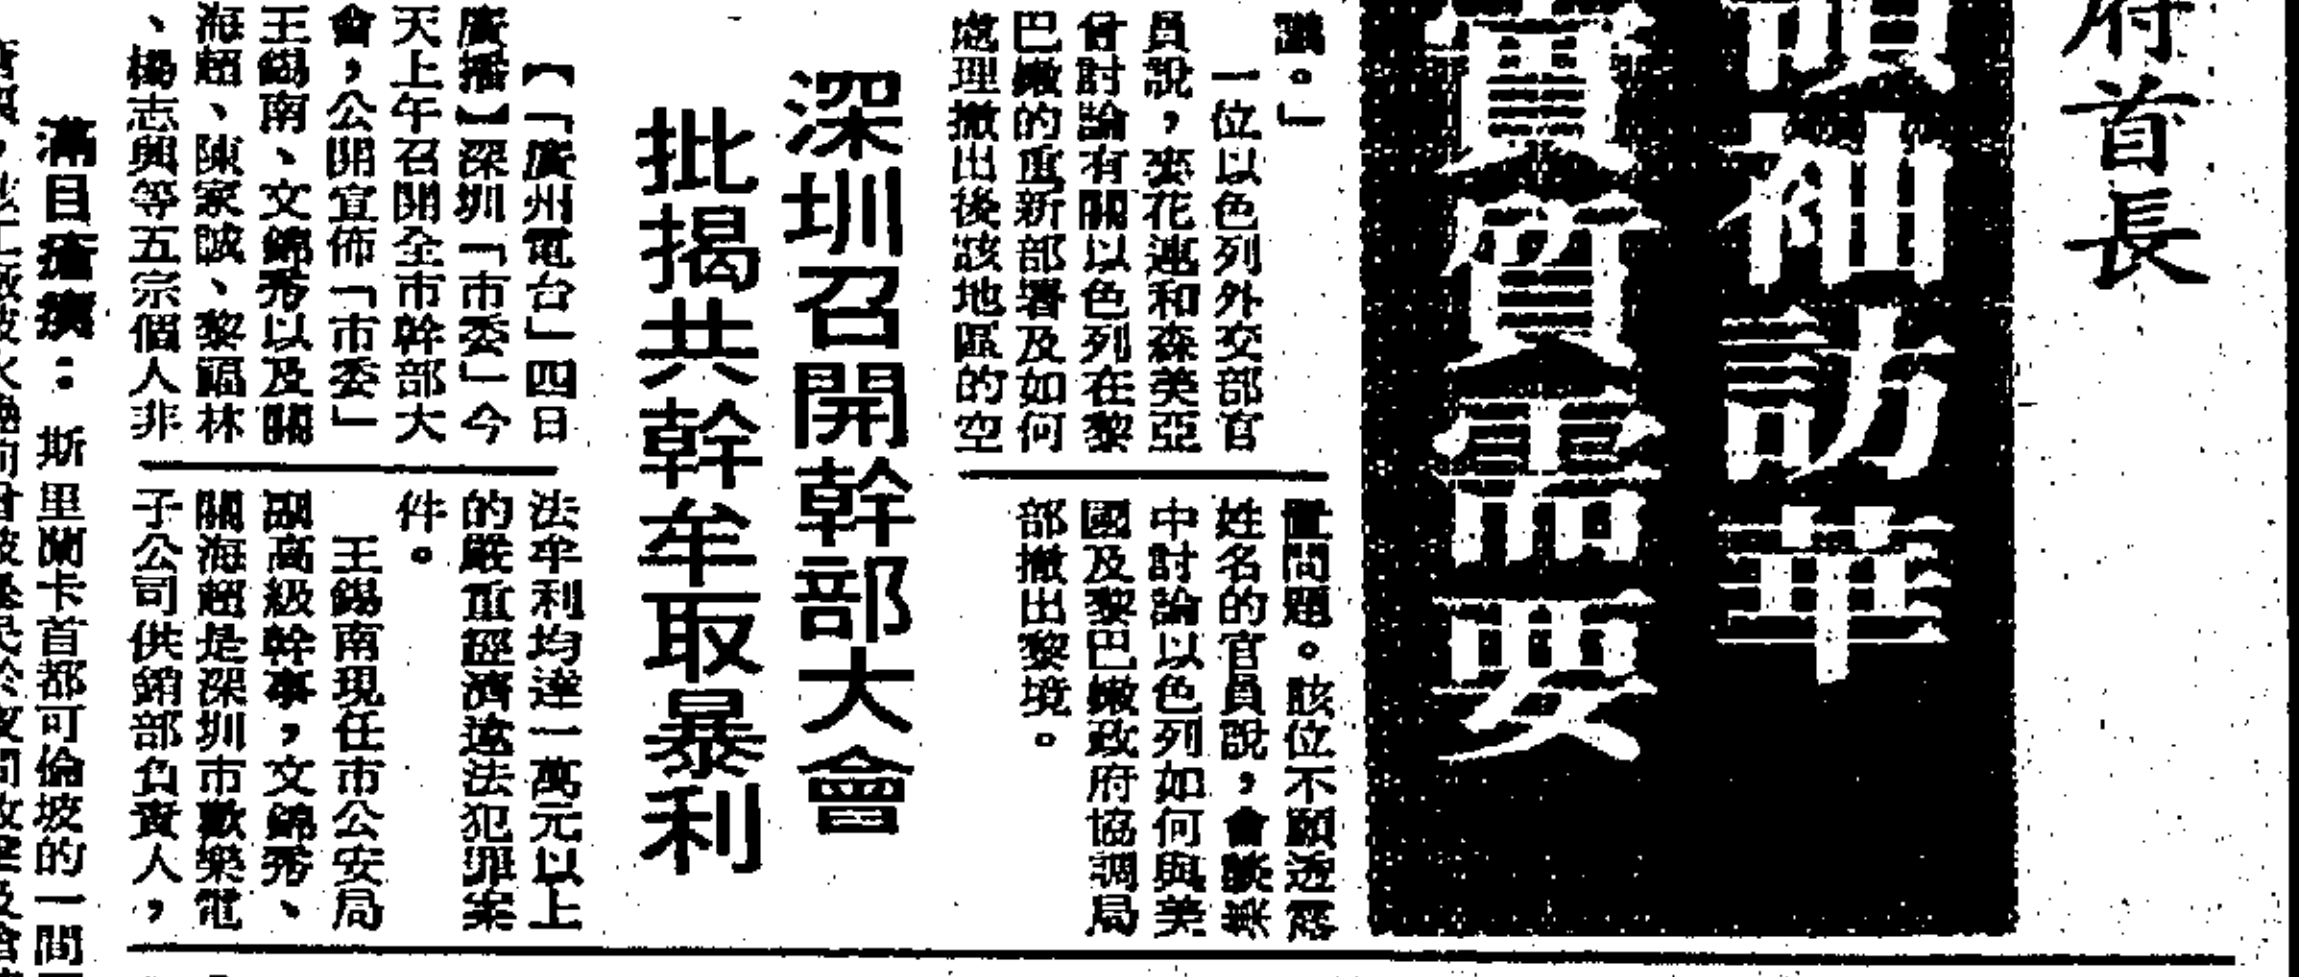 府首長
領袖訪華
實質需要
議。」
一位以色列外交部官
員說，麥花連和森美亞
會討論有關以色列在黎
巴嫩的重新部署及如何
處理撤出後該地區的空
置問題。該位不願透露
姓名的官員說，會談集
中討論以色列如何與美
國及黎巴嫩政府協調局
部撤出黎境。
深圳召開幹部大會
批揭共幹牟取暴利
【「廣州電台」四日
廣播】深圳「市委」今
天上午召開全市幹部大
會，公開宣佈「市委」
王錫南、文錦秀以及關
海超、陳家誠、黎福林
、楊志興等五宗個人非
法牟利均達一萬元以上
的嚴重經濟違法犯罪案
件。
王錫南現任市公安局
副高級幹事，文錦秀、
關海超是深圳市歡樂電
子公司供銷部負責人，
滿目瘡痍：斯里蘭卡首都可倫坡的一間